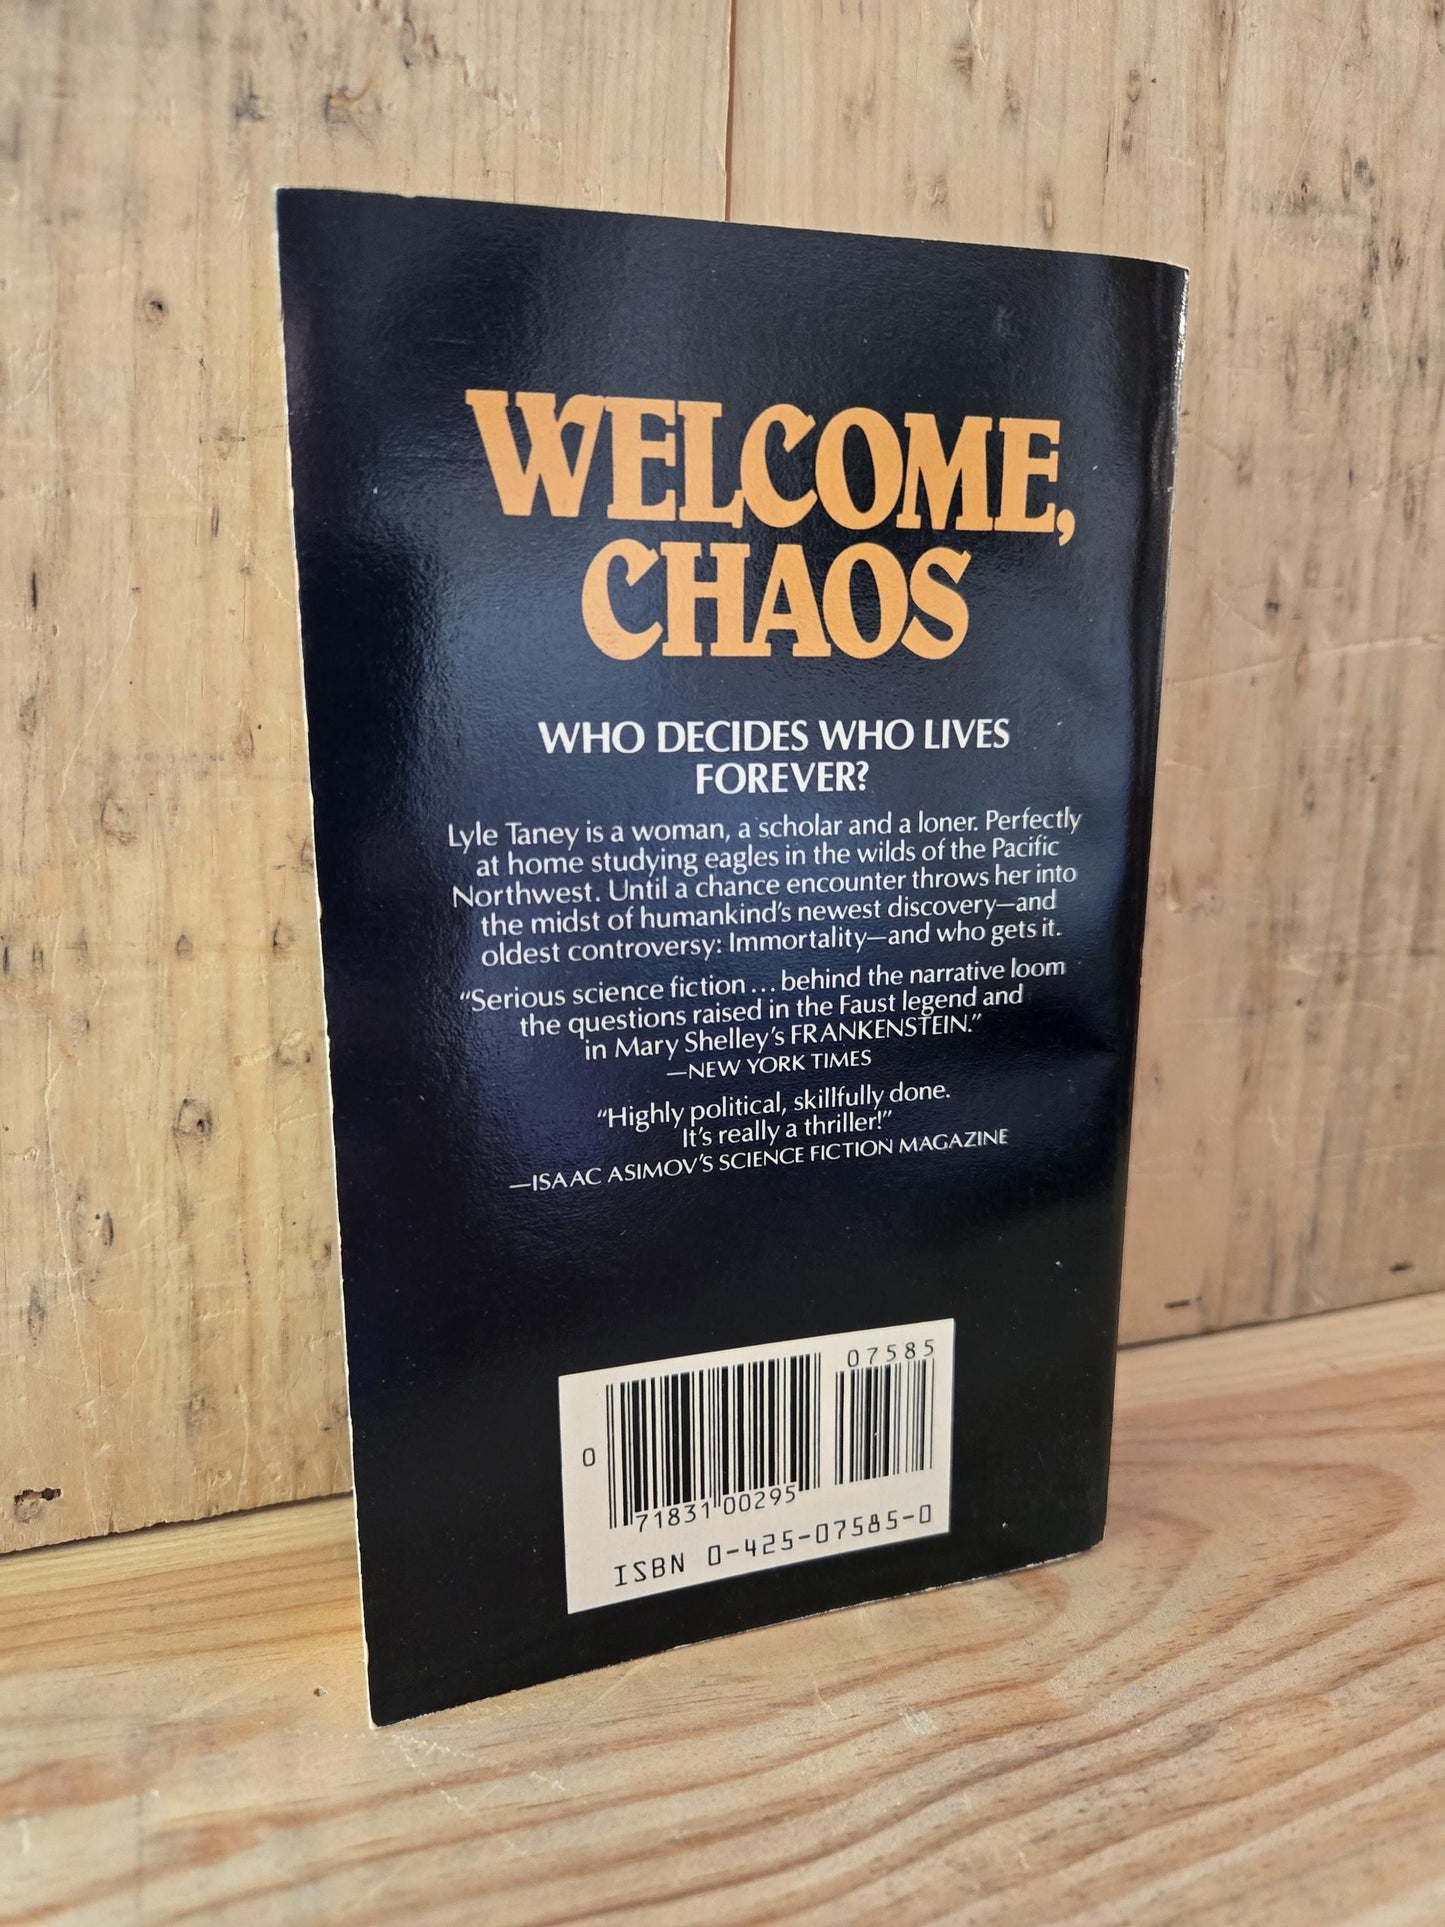 WELCOME,
CHAOS
WHO DECIDES WHO LIVES
FOREVER?
Lyle Taney is a woman, a scholar and a loner. Perfectly
at home studying eagles in the wilds of the Pacific
Northwest. Until a chance encounter throws her into
the midst of humankind's newest discovery—and
oldest controversy: Immortality—and who gets it.
"Serious science fiction ... behind the narrative loom
the questions raised in the Faust legend and
in Mary Shelley's FRANKENSTEIN."
—NEW YORK TIMES
"Highly political, skillfully done.
It's really a thriller!"
—ISAAC ASIMOV'S SCIENCE FICTION MAGAZINE
07585
0
71831 00295
ISBN 0-425-07585-0